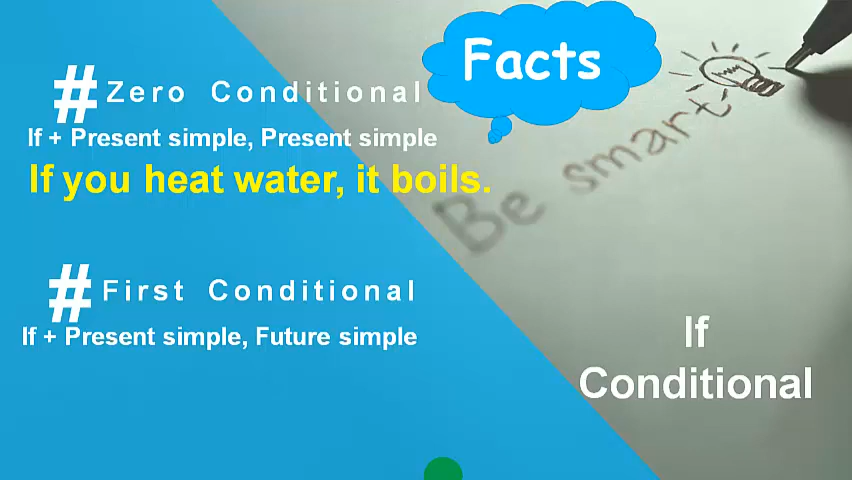 Facts
# Zero Conditional
If + Present simple, Present simple
If you heat water, it boils.
Be smart
# First Conditional
If + Present simple, Future simple
If
Conditional